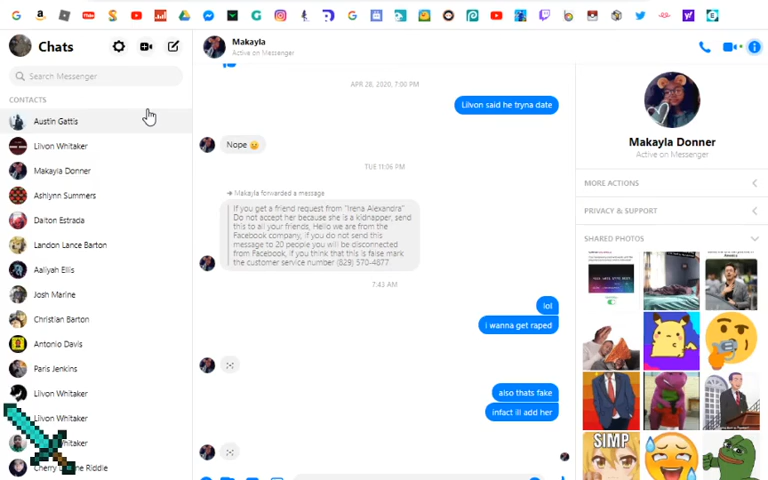 Chats
Search Messenger
CONTACTS
Austin Gattis
Liivon Whitaker
Makayla Donner
Ashlynn Summers
Dalton Estrada
Landon Lance Barton
Aaliyah Ellis
Josh Marine
Christian Barton
Antonio Davis
Paris Jenkins
Liivon Whitaker
Liivon Whitaker
Whitaker
Cherry Riddle
Makayla
Active on Messenger
APR 28, 2020, 7:00 PM
Liivon said he tryna date
Nope
TUE 11:06 PM
Makayla forwarded a message
If you get a friend request from "Irena Alexandra"
Do not accept her because she is a kidnapper, send
this to all your friends, Hello we are from the
Facebook company, if you do not send this
message to 20 people you will be disconnected
from Facebook, if you think that this is false mark
the customer service number (829) 570-4877
7:43 AM
lol
i wanna get raped
also thats fake
infact ill add her
Makayla Donner
Active on Messenger
MORE ACTIONS
PRIVACY & SUPPORT
SHARED PHOTOS
SIMP